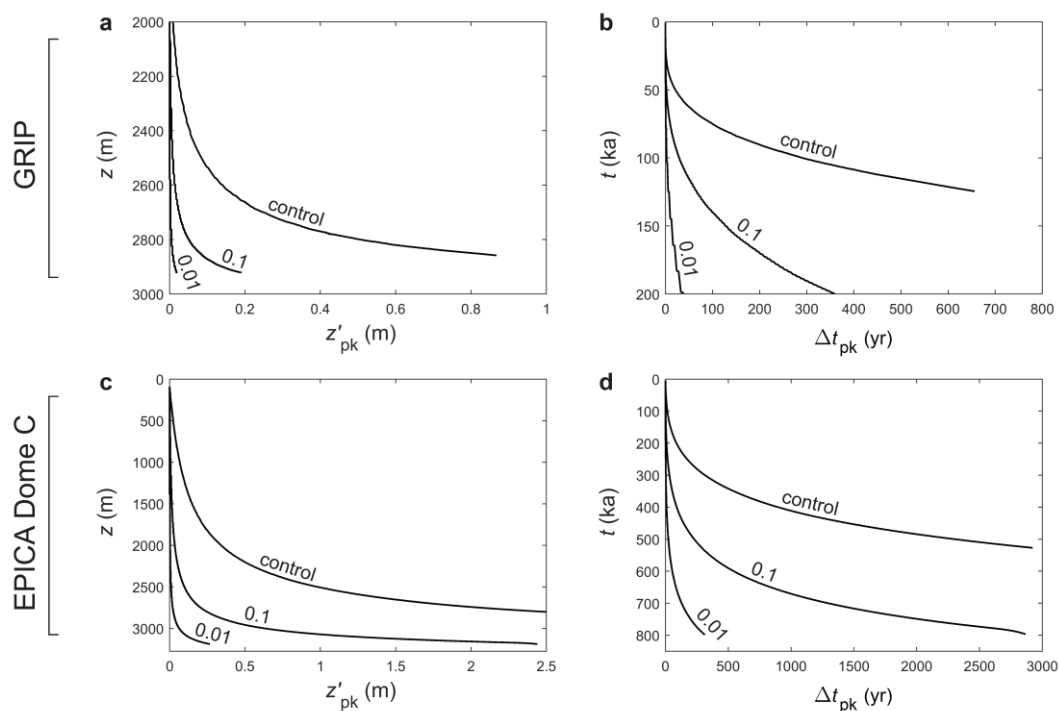 GRIP
a
2000
2200
2400
2600
2800
3000
z (m)
control
0.1
0.01
0 0.2 0.4 0.6 0.8 1
z′pk (m)
b
0
50
100
150
200
t (ka)
control
0.1
0.01
0 100 200 300 400 500 600 700 800
Δtpk (yr)
EPICA Dome C
c
0
500
1000
1500
2000
2500
3000
z (m)
control
0.1
0.01
0 0.5 1 1.5 2 2.5
z′pk (m)
d
0
100
200
300
400
500
600
700
800
t (ka)
control
0.1
0.01
0 500 1000 1500 2000 2500 3000
Δtpk (yr)